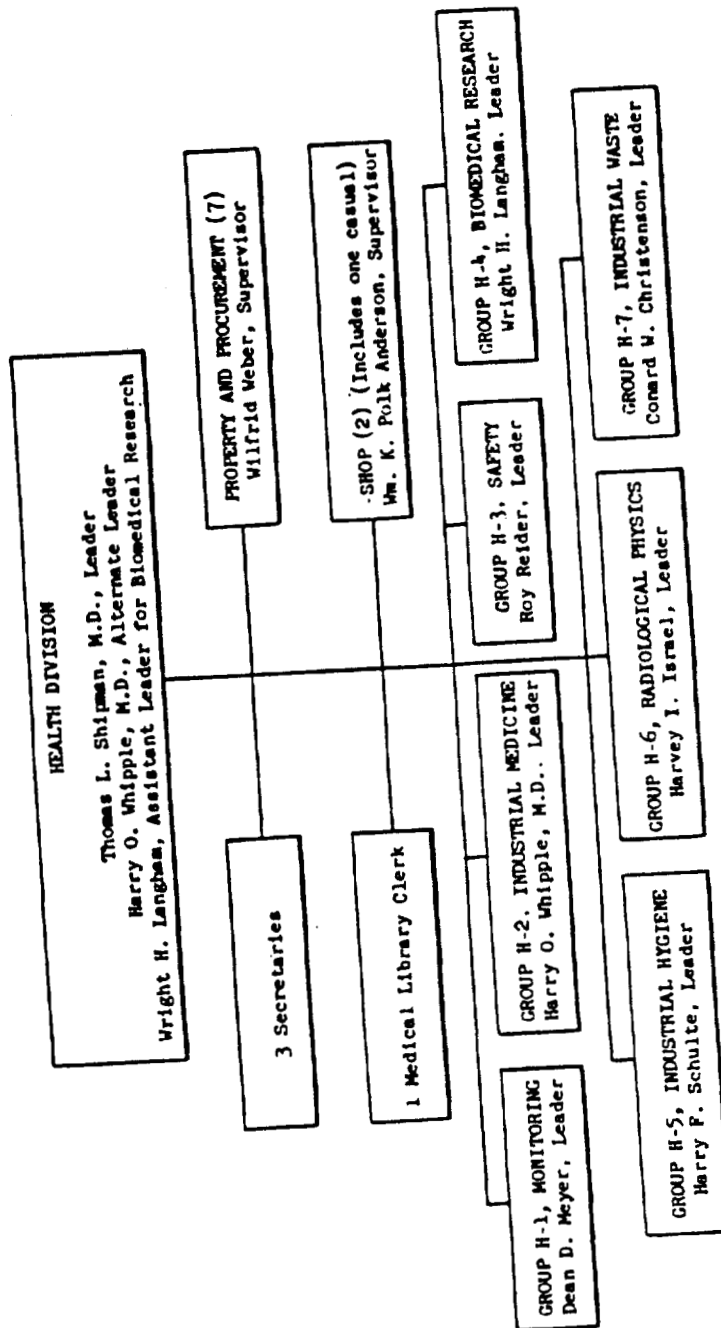 HEALTH DIVISION
Thomas L. Shipman, M.D., Leader
Harry O. Whipple, M.D., Alternate Leader
Wright H. Langham, Assistant Leader for Biomedical Research
3 Secretaries
PROPERTY AND PROCUREMENT (7)
Wilfrid Weber, Supervisor
1 Medical Library Clerk
SHOP (2) (Includes one casual)
Wm. K. Polk Anderson, Supervisor
GROUP H-1, MONITORING
Dean D. Meyer, Leader
GROUP H-2, INDUSTRIAL MEDICINE
Harry O. Whipple, M.D.. Leader
GROUP H-3, SAFETY
Roy Reider, Leader
GROUP H-4, BIOMEDICAL RESEARCH
Wright H. Langham. Leader
GROUP H-5, INDUSTRIAL HYGIENE
Harry F. Schulte, Leader
GROUP H-6, RADIOLOGICAL PHYSICS
Harvey I. Israel, Leader
GROUP H-7, INDUSTRIAL WASTE
Conard W. Christenson, Leader